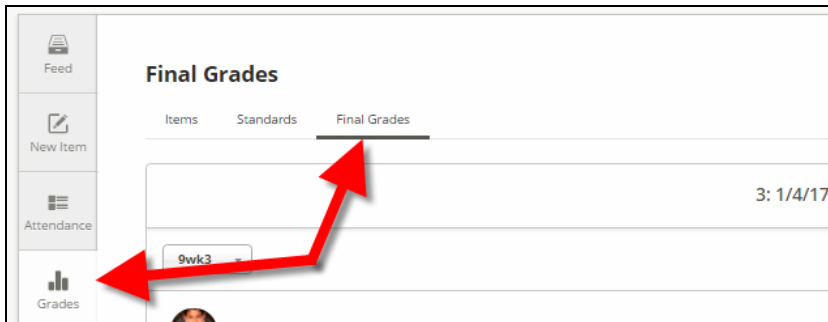 Feed
New Item
Attendance
Grades
Final Grades
Items Standards Final Grades
3: 1/4/17
9wk3